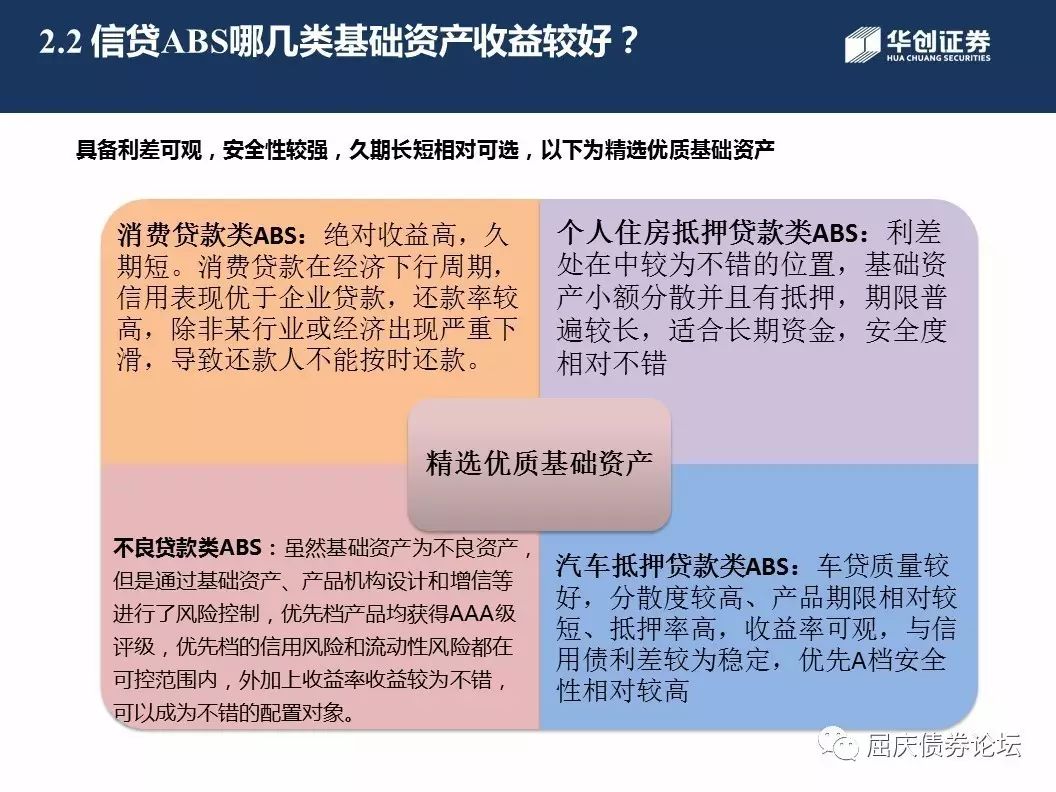 2.2 信贷ABS哪几类基础资产收益较好？
华创证券
HUA CHUANG SECURITIES
具备利差可观，安全性较强，久期长短相对可选，以下为精选优质基础资产
消费贷款类ABS：绝对收益高，久
期短。消费贷款在经济下行周期，
信用表现优于企业贷款，还款率较
高，除非某行业或经济出现严重下
滑，导致还款人不能按时还款。
个人住房抵押贷款类ABS：利差
处在中较为不错的位置，基础资
产小额分散并且有抵押，期限普
遍较长，适合长期资金，安全度
相对不错
精选优质基础资产
不良贷款类ABS：虽然基础资产为不良资产，
但是通过基础资产、产品机构设计和增信等
进行了风险控制，优先档产品均获得AAA级
评级，优先档的信用风险和流动性风险都在
可控范围内，外加上收益率收益较为不错，
可以成为不错的配置对象。
汽车抵押贷款类ABS：车贷质量较
好，分散度较高、产品期限相对较
短、抵押率高，收益率可观，与信
用债利差较为稳定，优先A档安全
性相对较高
屈庆债券论坛